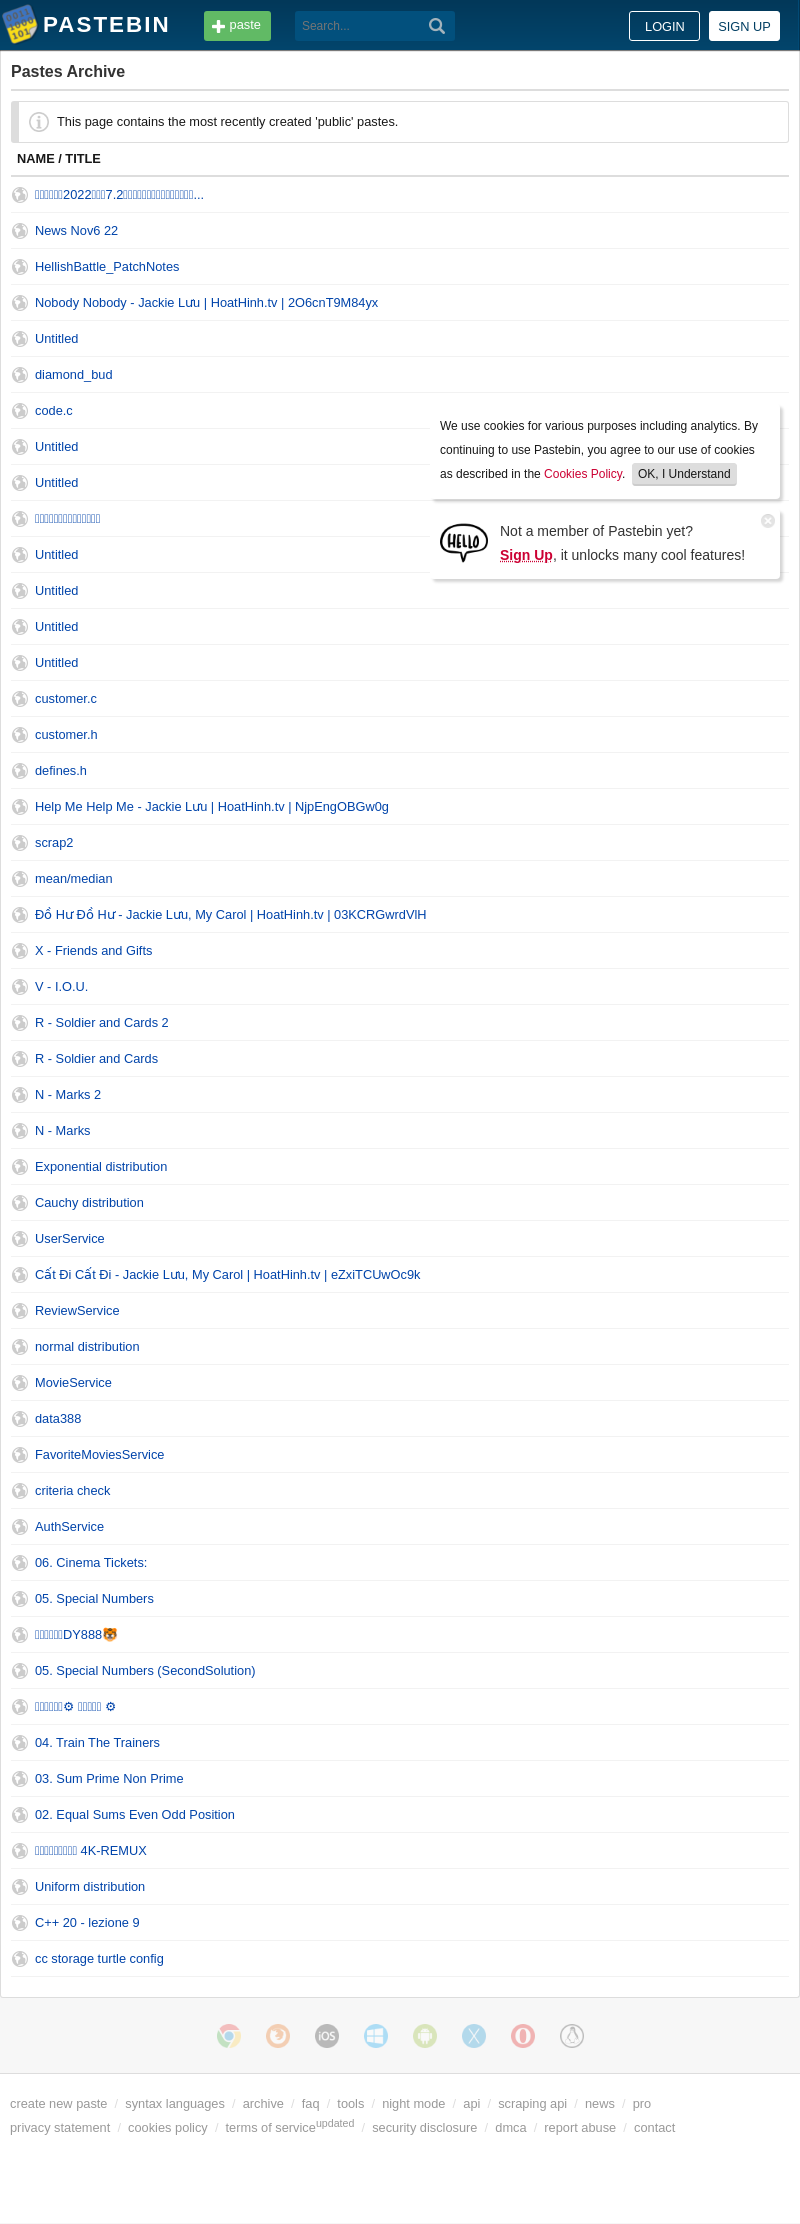 PASTEBIN
paste
Search...
LOGIN
SIGN UP
Pastes Archive
This page contains the most recently created 'public' pastes.
NAME / TITLE
2022 7.2 ...
News Nov6 22
HellishBattle_PatchNotes
Nobody Nobody - Jackie Lưu | HoatHinh.tv | 2O6cnT9M84yx
Untitled
diamond_bud
code.c
Untitled
Untitled
We use cookies for various purposes including analytics. By
continuing to use Pastebin, you agree to our use of cookies
as described in the Cookies Policy. OK, I Understand
HELLO
Not a member of Pastebin yet?
Sign Up, it unlocks many cool features!
Untitled
Untitled
Untitled
Untitled
customer.c
customer.h
defines.h
Help Me Help Me - Jackie Lưu | HoatHinh.tv | NjpEngOBGw0g
scrap2
mean/median
Đồ Hư Đồ Hư - Jackie Lưu, My Carol | HoatHinh.tv | 03KCRGwrdVlH
X - Friends and Gifts
V - I.O.U.
R - Soldier and Cards 2
R - Soldier and Cards
N - Marks 2
N - Marks
Exponential distribution
Cauchy distribution
UserService
Cất Đi Cất Đi - Jackie Lưu, My Carol | HoatHinh.tv | eZxiTCUwOc9k
ReviewService
normal distribution
MovieService
data388
FavoriteMoviesService
criteria check
AuthService
06. Cinema Tickets:
05. Special Numbers
DY888🐯
05. Special Numbers (SecondSolution)
⚙ ⚙
04. Train The Trainers
03. Sum Prime Non Prime
02. Equal Sums Even Odd Position
4K-REMUX
Uniform distribution
C++ 20 - lezione 9
cc storage turtle config
iOS
create new paste / syntax languages / archive / faq / tools / night mode / api / scraping api / news / pro
privacy statement / cookies policy / terms of service updated / security disclosure / dmca / report abuse / contact